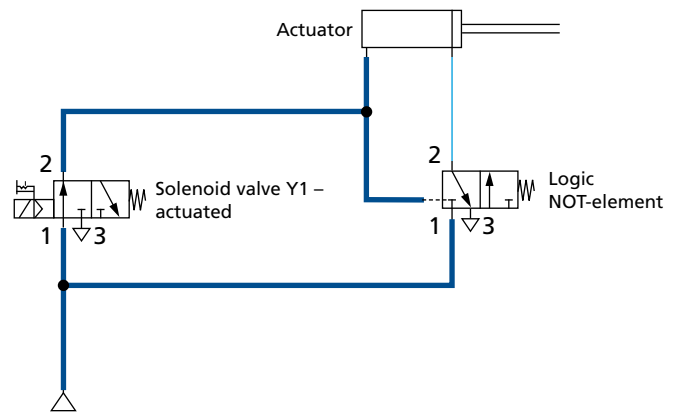 Actuator
2
Solenoid valve Y1 –
actuated
1
3
2
Logic
NOT-element
1
3